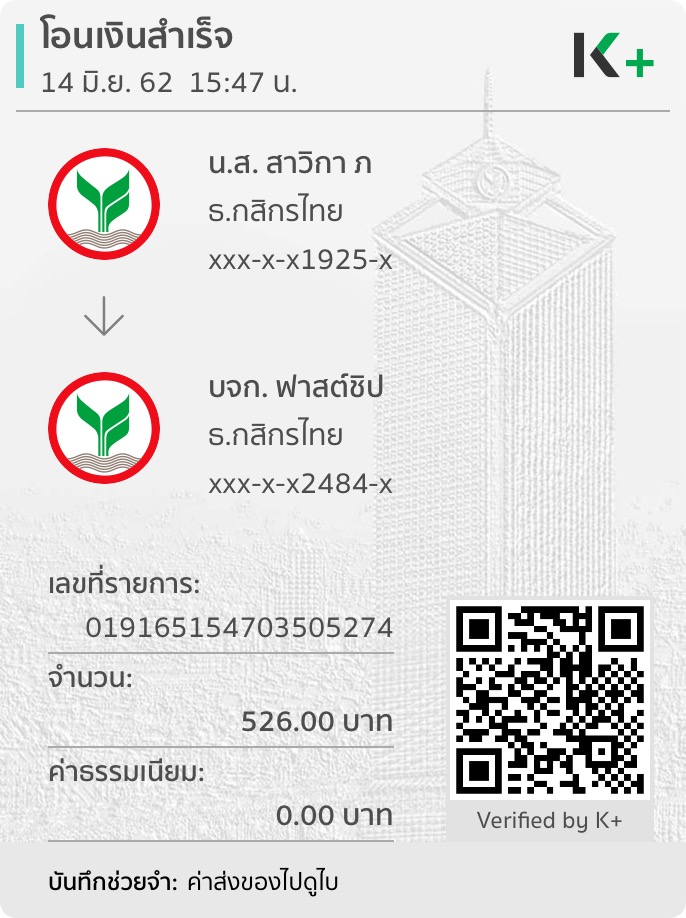 โอนเงินสำเร็จ
14 มิ.ย. 62 15:47 น.
K+
น.ส. สาวิกา ภ
ธ.กสิกรไทย
xxx-x-x1925-x
บจก. ฟาสต์ชิป
ธ.กสิกรไทย
xxx-x-x2484-x
เลขที่รายการ:
019165154703505274
จำนวน:
526.00 บาท
ค่าธรรมเนียม:
0.00 บาท
Verified by K+
บันทึกช่วยจำ: ค่าส่งของไปดูไบ